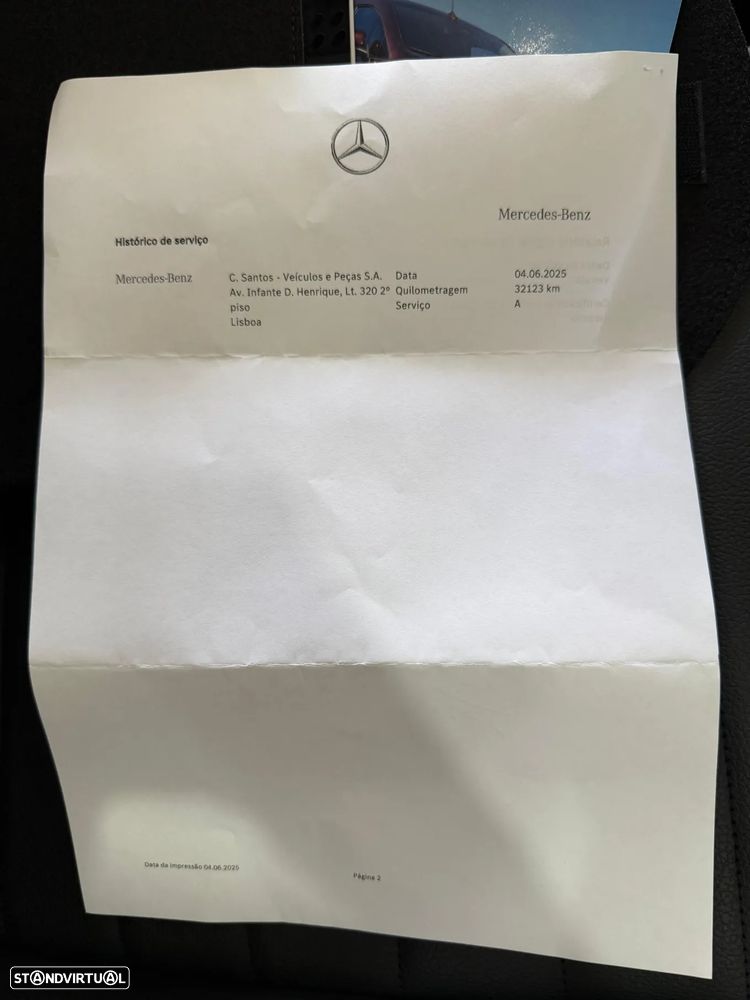 Mercedes-Benz
Histórico de serviço
Mercedes-Benz C. Santos - Veículos e Peças S.A. Data 04.06.2025
Av. Infante D. Henrique, Lt. 320 2º Quilometragem 32123 km
piso Serviço A
Lisboa
Data da impressão 04.06.2025
Página 2
STANDVIRTUAL